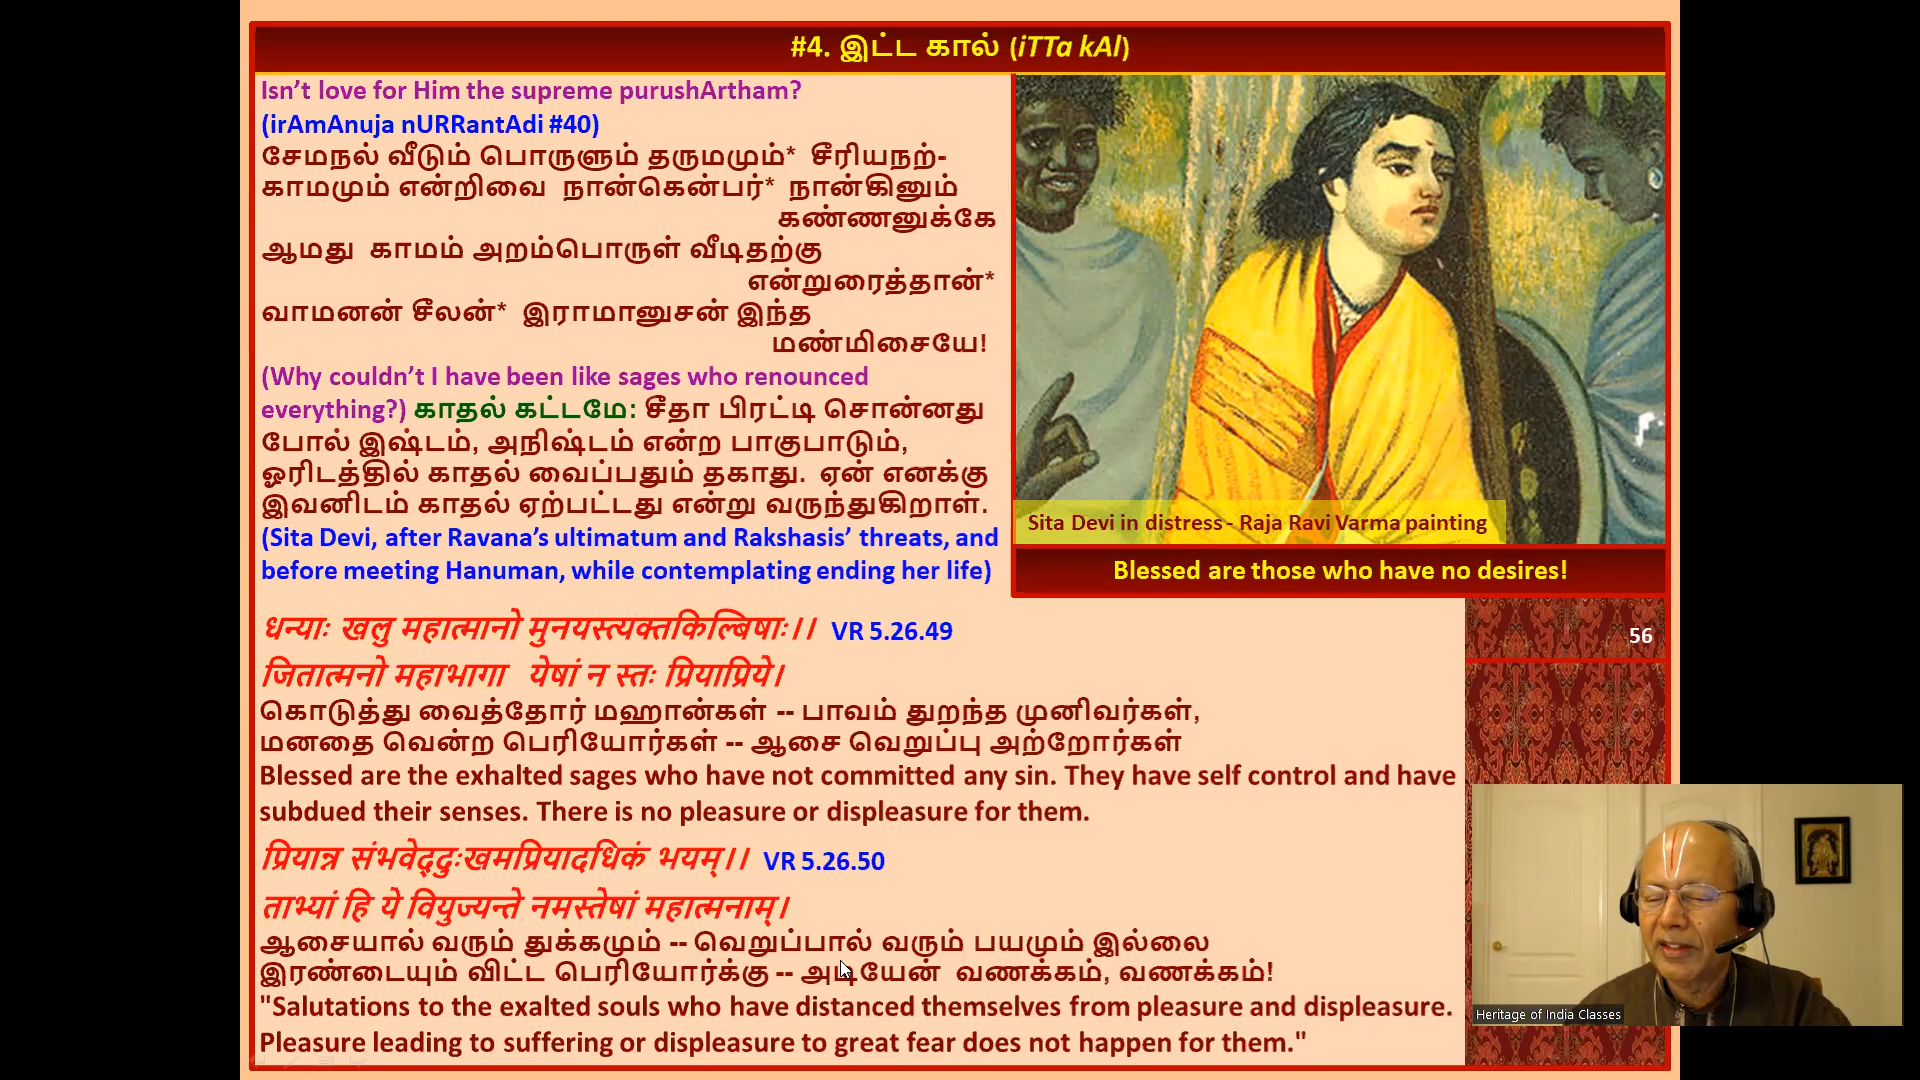 #4. இட்ட கால் (iTTa kAl)
Isn’t love for Him the supreme purushArtham?
(irAmAnuja nURRantAdi #40)
சேமநல் வீடும் பொருளும் தருமமும்* சீரியநற்-
காமமும் என்றிவை நான்கென்பர்* நான்கினும்
கண்ணனுக்கே
ஆமது காமம் அறம்பொருள் வீடிதற்கு
என்றுரைத்தான்*
வாமனன் சீலன்* இராமானுசன் இந்த
மண்மிசையே!
(Why couldn’t I have been like sages who renounced
everything?) காதல் கட்டமே: சீதா பிரட்டி சொன்னது
போல் இஷ்டம், அநிஷ்டம் என்ற பாகுபாடும்,
ஓரிடத்தில் காதல் வைப்பதும் தகாது. ஏன் எனக்கு
இவனிடம் காதல் ஏற்பட்டது என்று வருந்துகிறாள்.
(Sita Devi, after Ravana’s ultimatum and Rakshasis’ threats, and
before meeting Hanuman, while contemplating ending her life)
Sita Devi in distress - Raja Ravi Varma painting
Blessed are those who have no desires!
56
धन्याः खलु महात्मानो मुनयस्त्यक्तकिल्बिषाः।। VR 5.26.49
जितात्मनो महाभागा येषां न स्तः प्रियाप्रिये।
கொடுத்து வைத்தோர் மஹான்கள் -- பாவம் துறந்த முனிவர்கள்,
மனதை வென்ற பெரியோர்கள் -- ஆசை வெறுப்பு அற்றோர்கள்
Blessed are the exhalted sages who have not committed any sin. They have self control and have
subdued their senses. There is no pleasure or displeasure for them.
प्रियान्न संभवेद्दुःखमप्रियादधिकं भयम्।। VR 5.26.50
ताभ्यां हि ये वियुज्यन्ते नमस्तेषां महात्मनाम्।
ஆசையால் வரும் துக்கமும் -- வெறுப்பால் வரும் பயமும் இல்லை
இரண்டையும் விட்ட பெரியோர்க்கு -- அடியேன் வணக்கம், வணக்கம்!
"Salutations to the exalted souls who have distanced themselves from pleasure and displeasure.
Pleasure leading to suffering or displeasure to great fear does not happen for them."
Heritage of India Classes